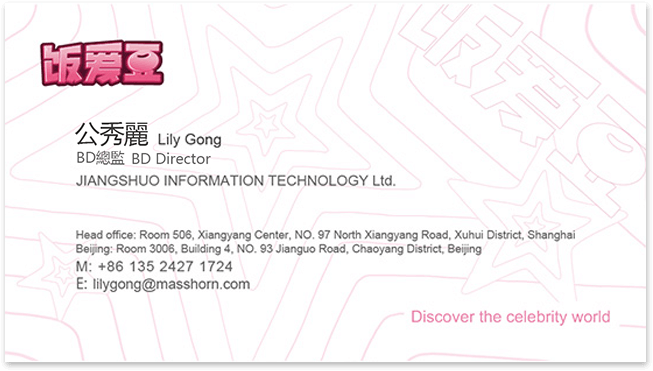 饭爱豆
公秀麗 Lily Gong
BD總監 BD Director
JIANGSHUO INFORMATION TECHNOLOGY Ltd.
Head office: Room 506, Xiangyang Center, NO. 97 North Xiangyang Road, Xuhui District, Shanghai
Beijing: Room 3006, Building 4, NO. 93 Jianguo Road, Chaoyang District, Beijing
M: +86 135 2427 1724
E: lilygong@masshorn.com
Discover the celebrity world